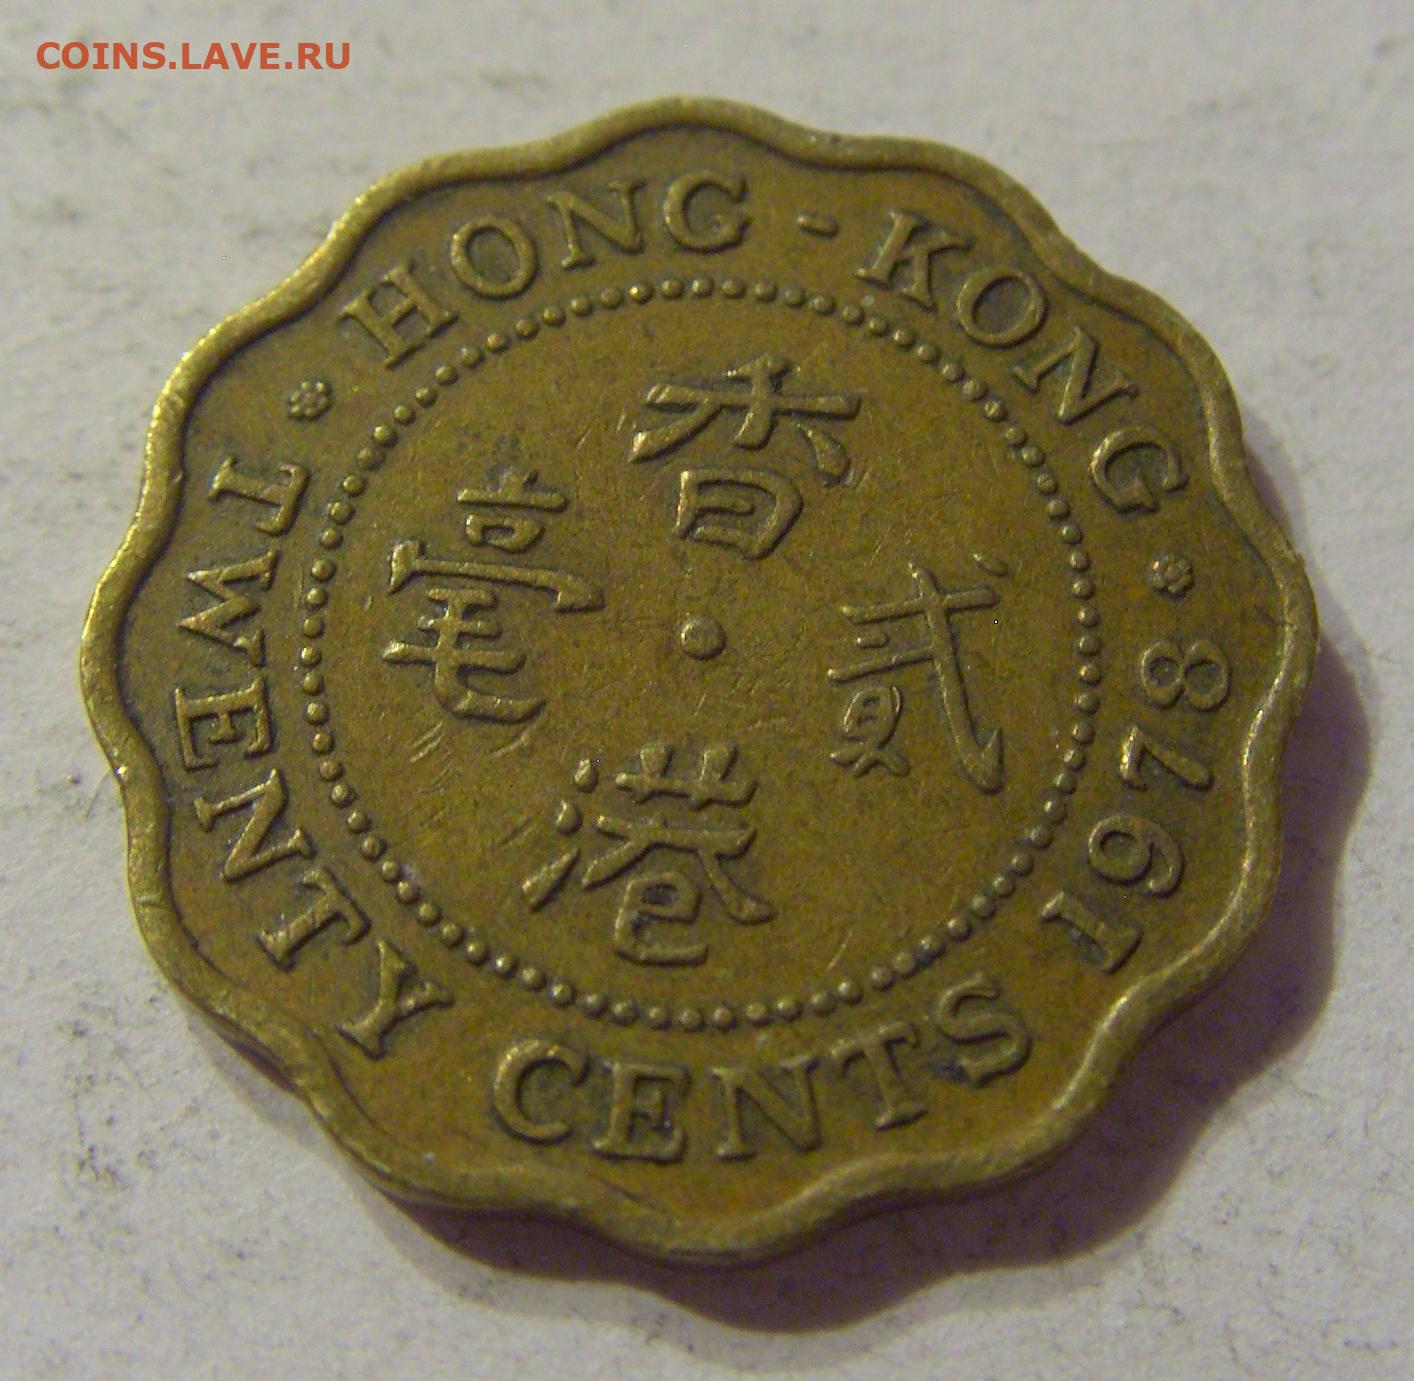 COINS.LAVE.RU
HONG - KONG
1978
TWENTY CENTS
香
港
貳
毫